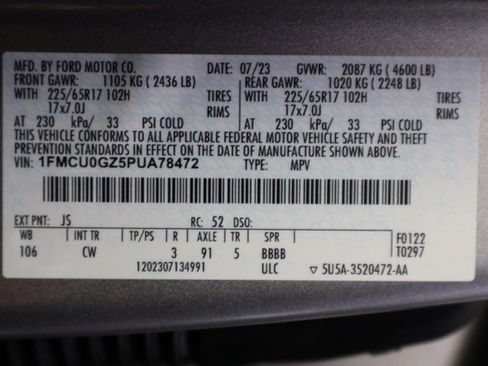 MFD. BY FORD MOTOR CO. DATE: 07/23 GVWR: 2087 KG ( 4600 LB)
FRONT GAWR: 1105 KG ( 2436 LB) REAR GAWR: 1020 KG ( 2248 LB)
WITH 225/65R17 102H TIRES WITH 225/65R17 102H TIRES
17x7.0J RIMS 17x7.0J RIMS
AT 230 kPa/ 33 PSI COLD AT 230 kPa/ 33 PSI COLD
THIS VEHICLE CONFORMS TO ALL APPLICABLE FEDERAL MOTOR VEHICLE SAFETY AND THEFT
PREVENTION STANDARDS IN EFFECT ON THE DATE OF MANUFACTURE SHOWN ABOVE.
VIN: 1FMCU0GZ5PUA78472 TYPE: MPV
EXT PNT: JS RC: 52 DSO:
WB INT TR TP/PS R AXLE TR SPR F0122
106 CW 3 91 5 BBBB T0297
1202307134991 ULC ▽ 5U5A-3520472-AA